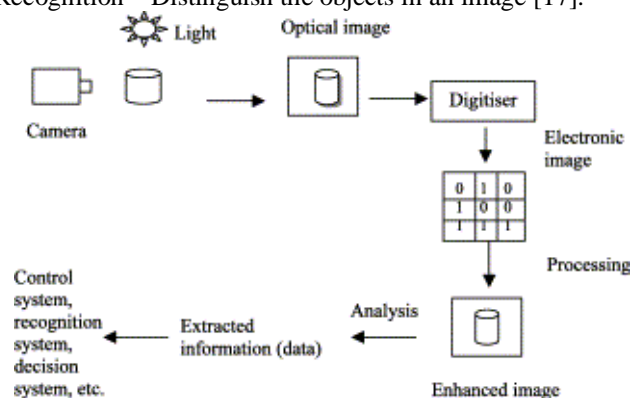 Recognition – Distinguish the objects in an image [17].
Light
Optical image
Camera
Digitiser
Electronic
image
0 1 0
1 0 0
1 1 1
Processing
Control
system,
recognition
system,
decision
system, etc.
Extracted
information (data)
Analysis
Enhanced image